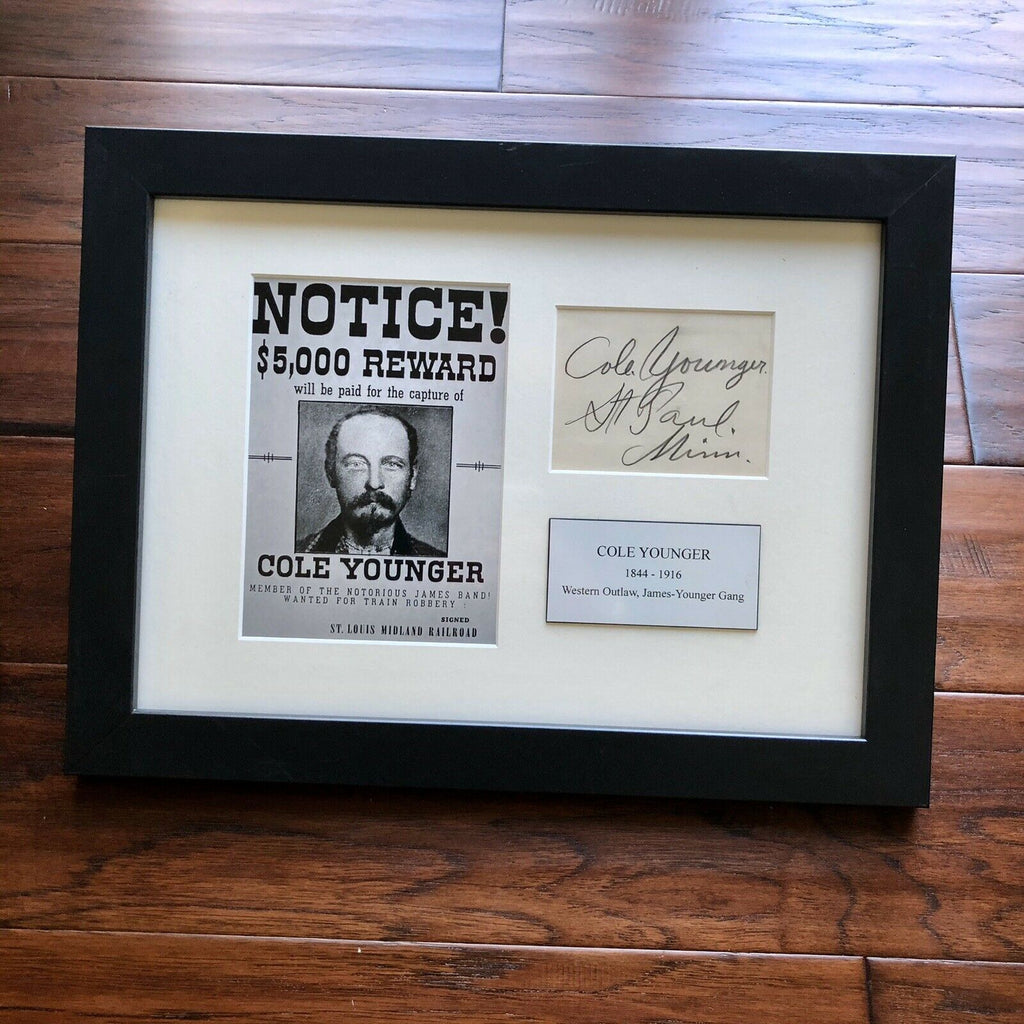 NOTICE!
$5,000 REWARD
will be paid for the capture of
COLE YOUNGER
MEMBER OF THE NOTORIOUS JAMES BAND!
WANTED FOR TRAIN ROBBERY :
SIGNED
ST. LOUIS MIDLAND RAILROAD
Cole Younger.
St Paul.
Minn.
COLE YOUNGER
1844 - 1916
Western Outlaw, James-Younger Gang